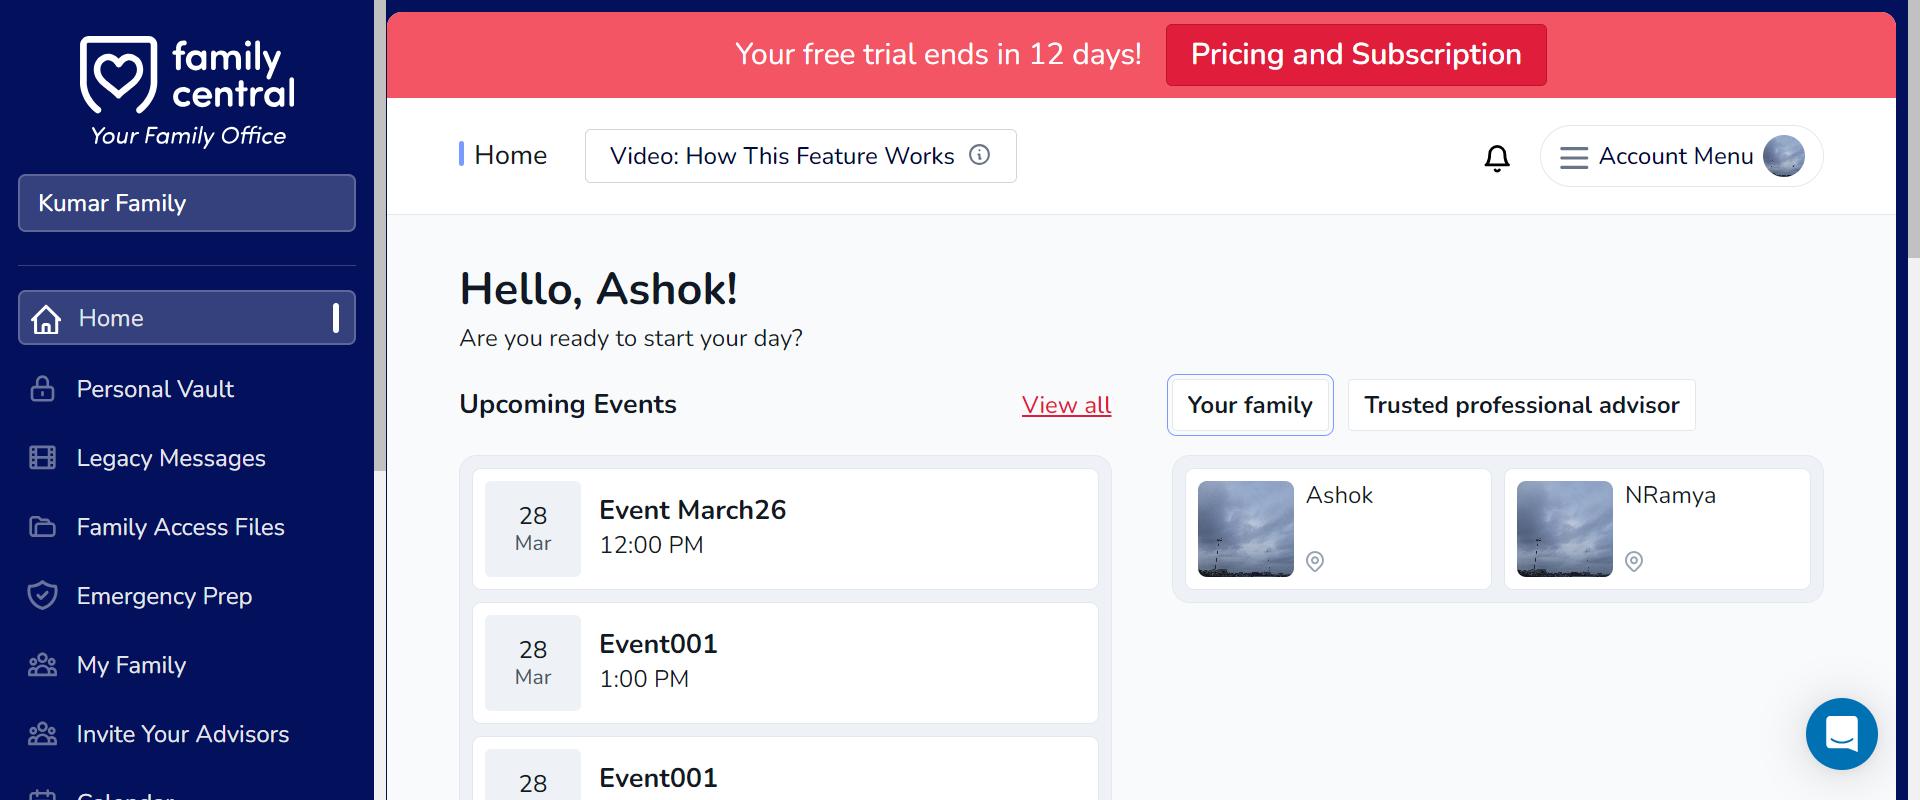 family
central
Your Family Office
Kumar Family
Home
Personal Vault
Legacy Messages
Family Access Files
Emergency Prep
My Family
Invite Your Advisors
Calendar
Your free trial ends in 12 days!
Pricing and Subscription
Home
Video: How This Feature Works
Account Menu
Hello, Ashok!
Are you ready to start your day?
Upcoming Events
View all
28
Mar
Event March26
12:00 PM
28
Mar
Event001
1:00 PM
28
Event001
Your family
Trusted professional advisor
Ashok
NRamya